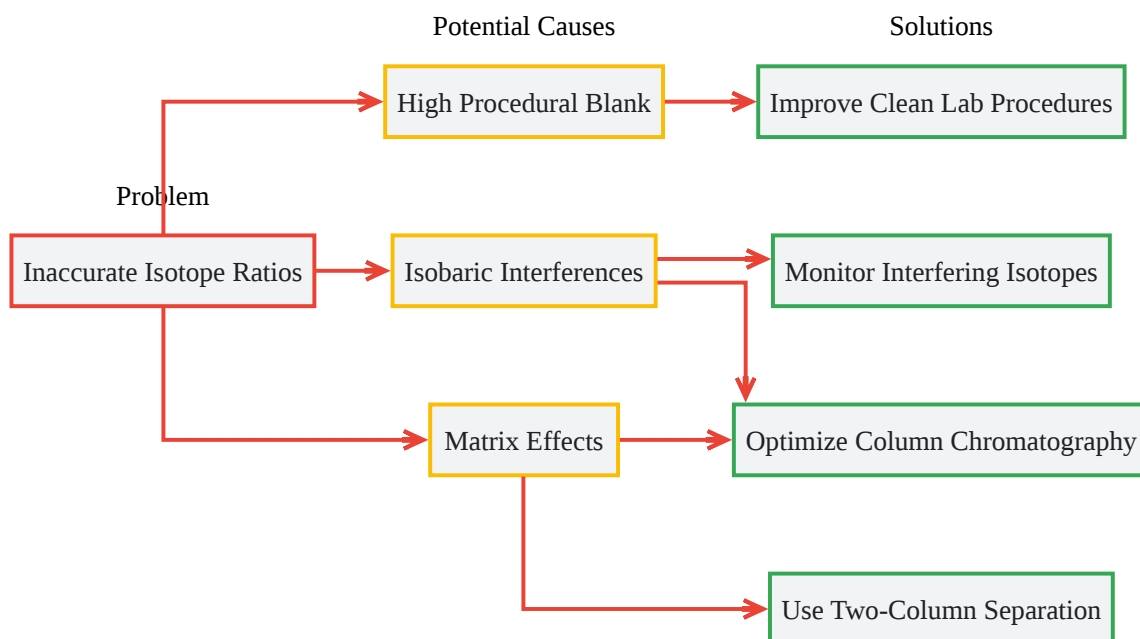 Potential Causes
Solutions
High Procedural Blank
Improve Clean Lab Procedures
Problem
Inaccurate Isotope Ratios
Isobaric Interferences
Monitor Interfering Isotopes
Matrix Effects
Optimize Column Chromatography
Use Two-Column Separation